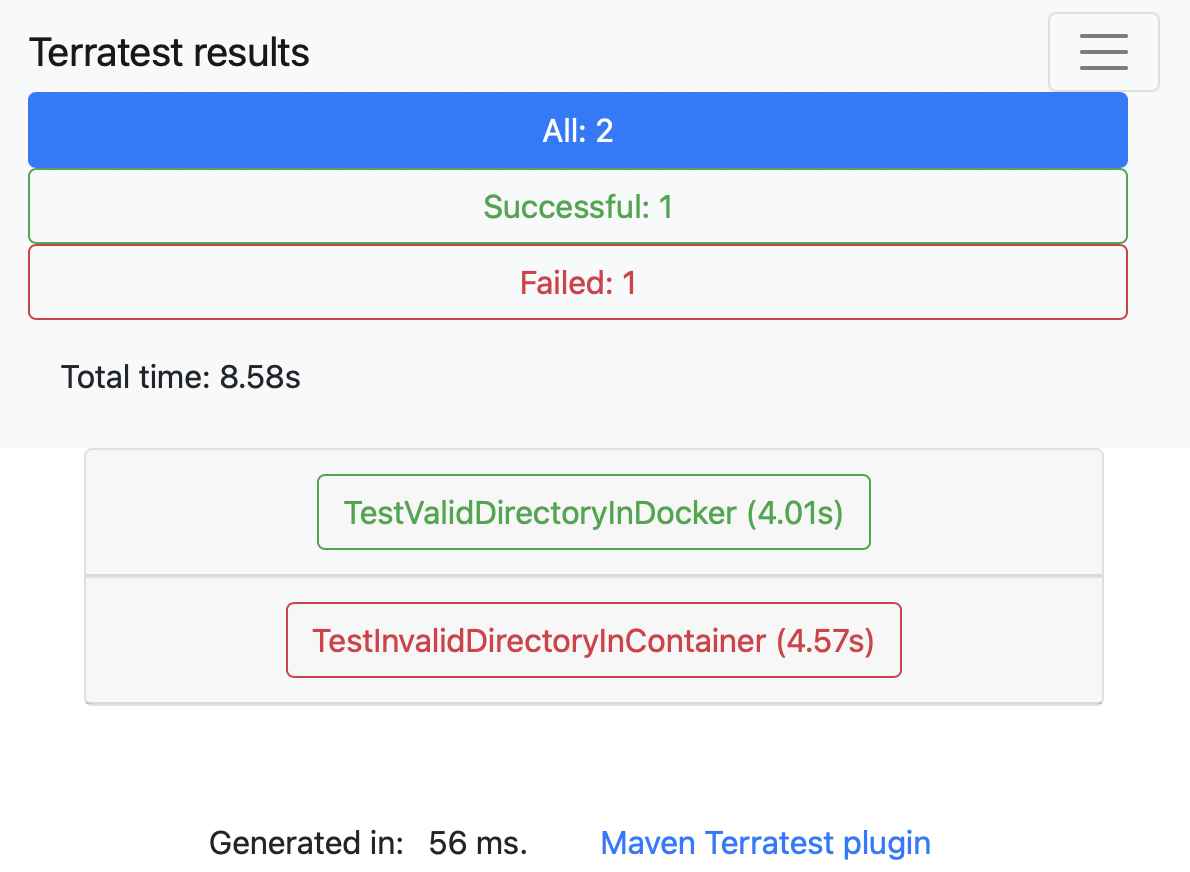 Terratest results
All: 2
Successful: 1
Failed: 1
Total time: 8.58s
TestValidDirectoryInDocker (4.01s)
TestInvalidDirectoryInContainer (4.57s)
Generated in: 56 ms. Maven Terratest plugin